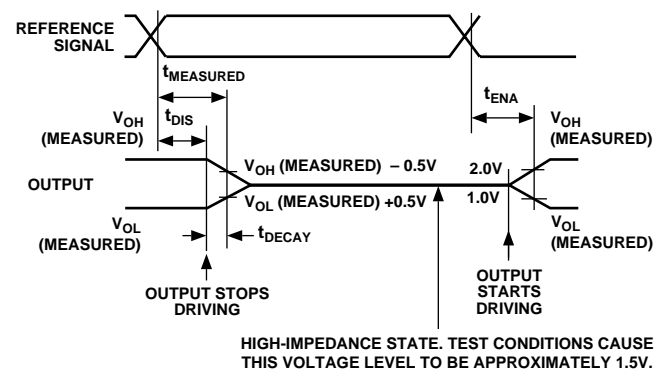 REFERENCE
SIGNAL
tMEASURED
tENA
VOH
(MEASURED)
tDIS
VOH
(MEASURED)
VOH (MEASURED) – 0.5V
2.0V
OUTPUT
VOL (MEASURED) +0.5V
1.0V
VOL
(MEASURED)
tDECAY
VOL
(MEASURED)
OUTPUT STOPS
DRIVING
OUTPUT
STARTS
DRIVING
HIGH-IMPEDANCE STATE. TEST CONDITIONS CAUSE
THIS VOLTAGE LEVEL TO BE APPROXIMATELY 1.5V.